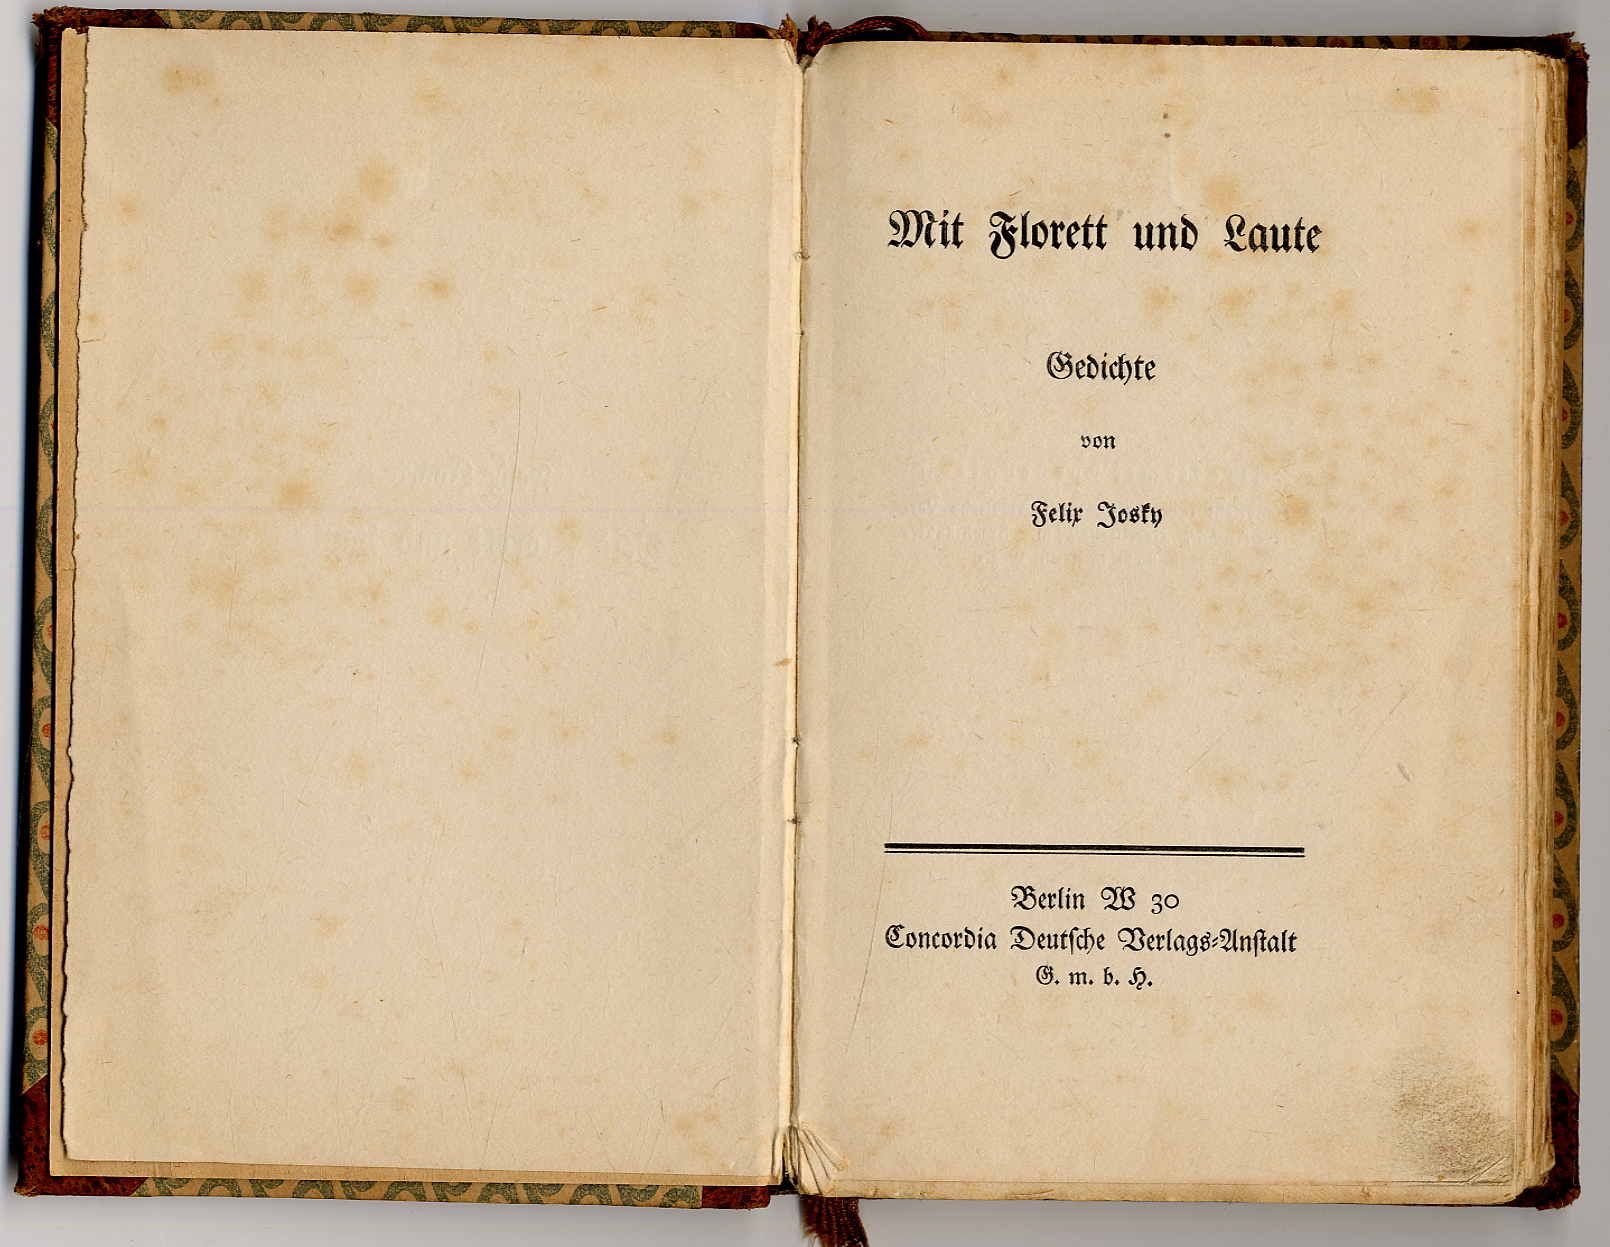 Mit Florett und Laute
Gedichte
von
Felix Josky
Berlin W 30
Concordia Deutſche Verlags-Anſtalt
G. m. b. H.